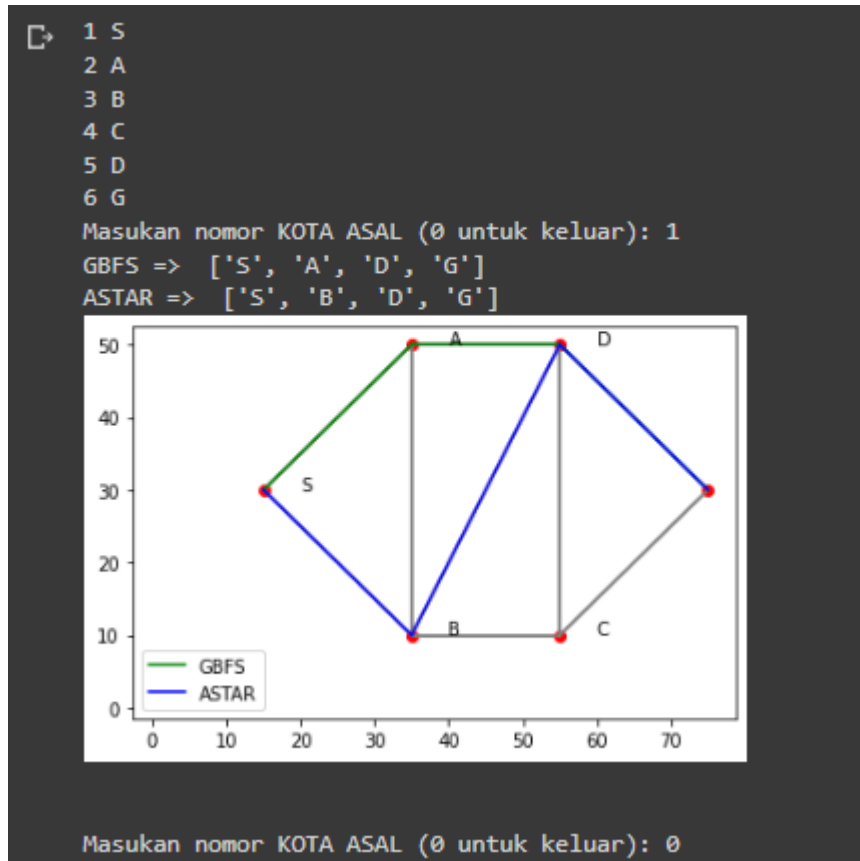 1 S
2 A
3 B
4 C
5 D
6 G
Masukan nomor KOTA ASAL (0 untuk keluar): 1
GBFS =>  ['S', 'A', 'D', 'G']
ASTAR =>  ['S', 'B', 'D', 'G']
50
40
30
20
10
0
A
D
S
B
C
GBFS
ASTAR
0 10 20 30 40 50 60 70
Masukan nomor KOTA ASAL (0 untuk keluar): 0